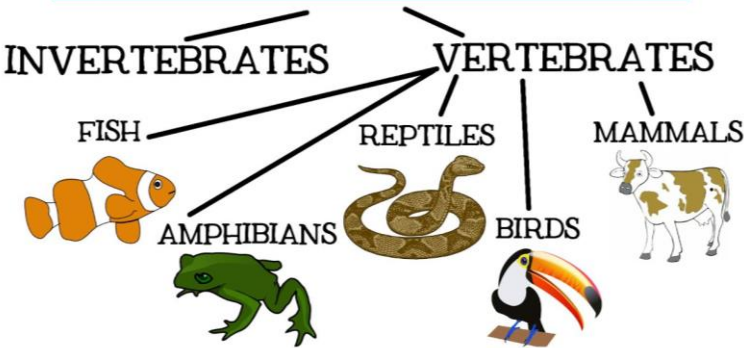 INVERTEBRATES
VERTEBRATES
FISH
REPTILES
MAMMALS
AMPHIBIANS
BIRDS